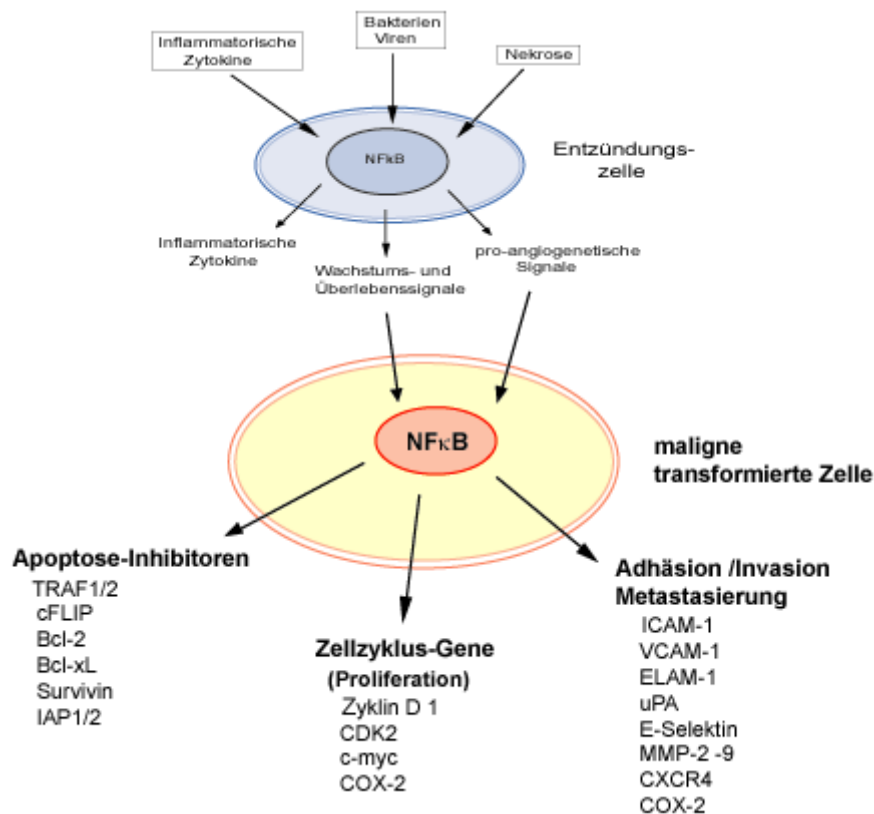 Inflammatorische
Zytokine
Bakterien
Viren
Nekrose
NFκB
Entzündungs-
zelle
Inflammatorische
Zytokine
Wachstums- und
Überlebenssignale
pro-angiogenetische
Signale
NFκB
maligne
transformierte Zelle
Apoptose-Inhibitoren
TRAF1/2
cFLIP
Bcl-2
Bcl-xL
Survivin
IAP1/2
Zellzyklus-Gene
(Proliferation)
Zyklin D 1
CDK2
c-myc
COX-2
Adhäsion /Invasion
Metastasierung
ICAM-1
VCAM-1
ELAM-1
uPA
E-Selektin
MMP-2 -9
CXCR4
COX-2